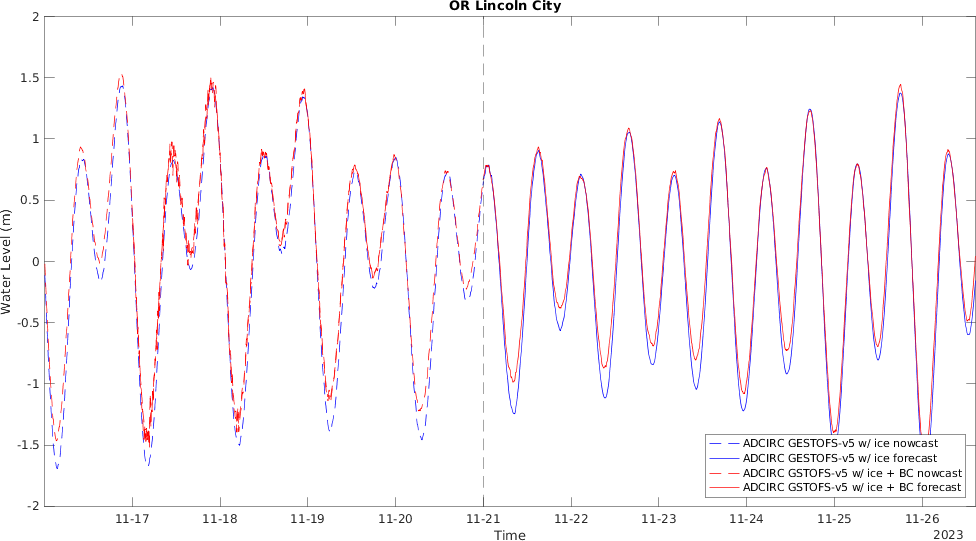 OR Lincoln City
2
1.5
1
0.5
0
-0.5
-1
-1.5
-2
Water Level (m)
11-17 11-18 11-19 11-20 11-21 11-22 11-23 11-24 11-25 11-26
Time
2023
ADCIRC GESTOFS-v5 w/ ice nowcast
ADCIRC GESTOFS-v5 w/ ice forecast
ADCIRC GSTOFS-v5 w/ ice + BC nowcast
ADCIRC GSTOFS-v5 w/ ice + BC forecast